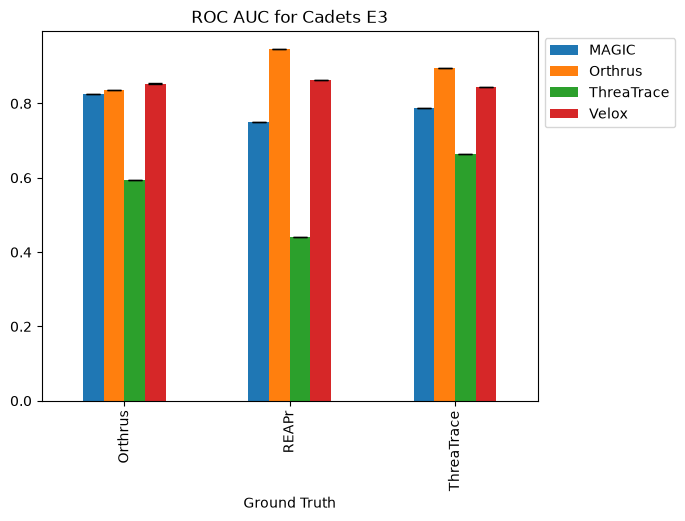 ROC AUC for Cadets E3
MAGIC
Orthrus
ThreaTrace
Velox
0.8
0.6
0.4
0.2
0.0
Orthrus
REAPr
ThreaTrace
Ground Truth